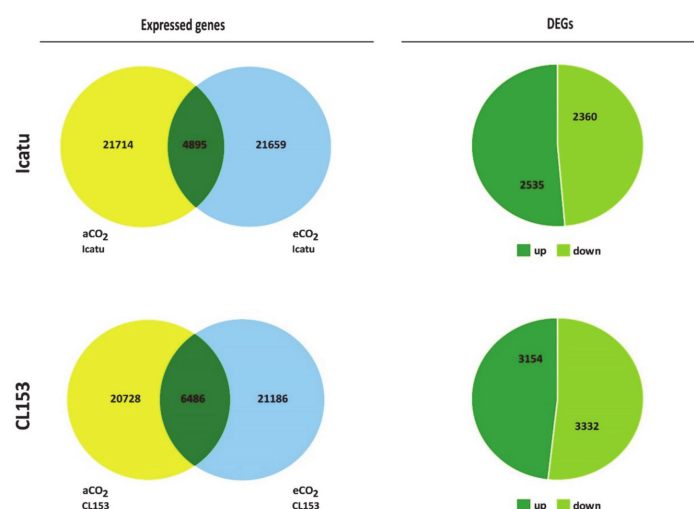 Expressed genes
DEGs
Icatu
21714
4895
21659
aCO2
Icatu
eCO2
Icatu
2360
2535
up down
CL153
20728
6486
21186
aCO2
CL153
eCO2
CL153
3154
3332
up down